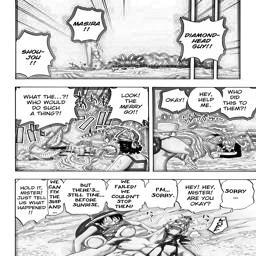 MASIRA!!
DIAMOND-
HEAD
GUY!!
SHOU-
JOU!!
WHAT THE...?!
WHO WOULD
DO SUCH
A THING?!
LOOK!
THE
MERRY
GO!!
OKAY!
HEY,
HELP
ME.
WHO
DID
THIS TO
THEM?!
HOLD IT,
MISTER!
JUST
TELL US
WHAT
HAPPENED
!!
WE
CAN
FIX
THE
SHIP
AND
...
BUT
THERE'S...
STILL
TIME...
BEFORE
SUNRISE.
WE
FAILED!
WE
COULDN'T
STOP
THEM!
I'M...
SORRY.
HEY! HEY,
MISTER!
ARE YOU
OKAY?
SORRY
...